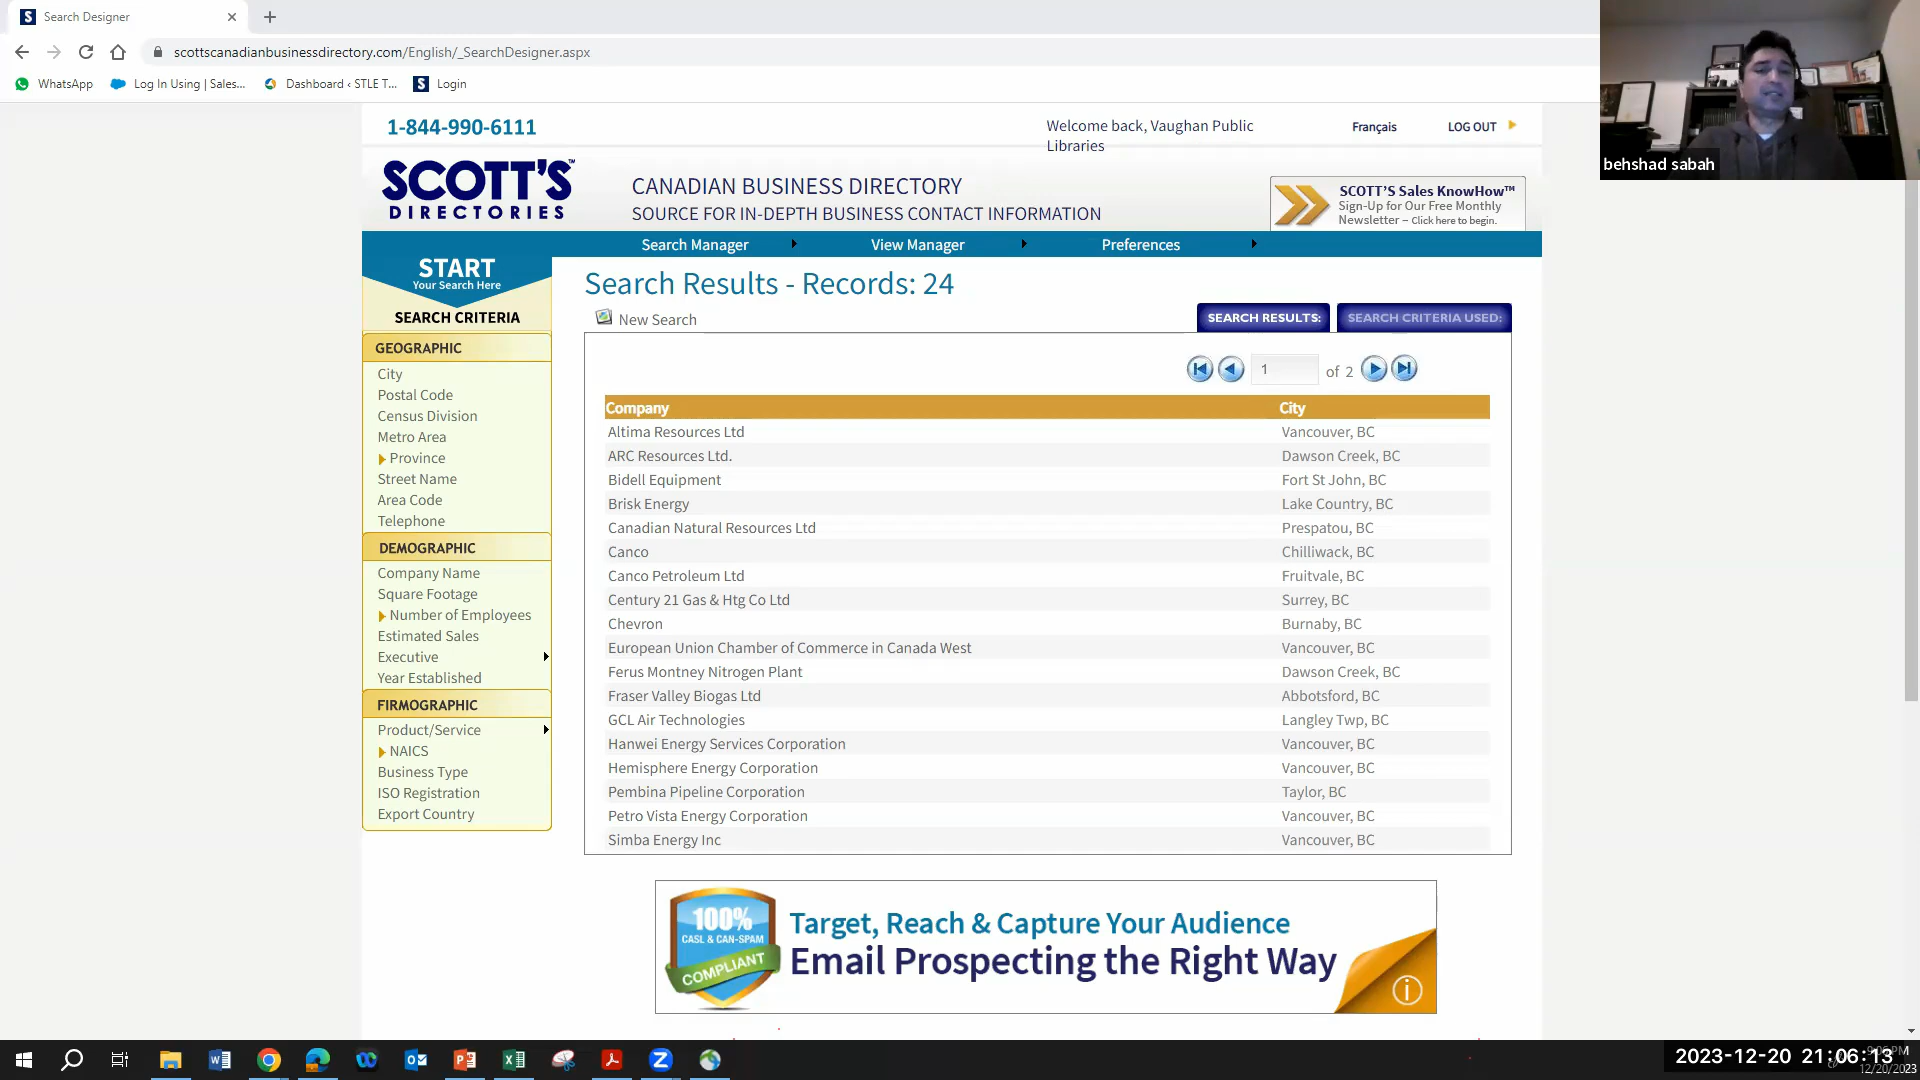 Search Designer
scottscanadianbusinessdirectory.com/English/_SearchDesigner.aspx
WhatsApp
Log In Using | Sales...
Dashboard ‹ STLE T...
Login
behshad sabah
1-844-990-6111
Welcome back, Vaughan Public Libraries
Français
LOG OUT
SCOTT'S™
DIRECTORIES
CANADIAN BUSINESS DIRECTORY
SOURCE FOR IN-DEPTH BUSINESS CONTACT INFORMATION
SCOTT'S Sales KnowHow™
Sign-Up for Our Free Monthly
Newsletter – Click here to begin.
Search Manager
View Manager
Preferences
START
Your Search Here
SEARCH CRITERIA
GEOGRAPHIC
City
Postal Code
Census Division
Metro Area
Province
Street Name
Area Code
Telephone
DEMOGRAPHIC
Company Name
Square Footage
Number of Employees
Estimated Sales
Executive
Year Established
FIRMOGRAPHIC
Product/Service
NAICS
Business Type
ISO Registration
Export Country
Search Results - Records: 24
New Search
SEARCH RESULTS:
SEARCH CRITERIA USED:
1 of 2
Company City
Altima Resources Ltd Vancouver, BC
ARC Resources Ltd. Dawson Creek, BC
Bidell Equipment Fort St John, BC
Brisk Energy Lake Country, BC
Canadian Natural Resources Ltd Prespatou, BC
Canco Chilliwack, BC
Canco Petroleum Ltd Fruitvale, BC
Century 21 Gas & Htg Co Ltd Surrey, BC
Chevron Burnaby, BC
European Union Chamber of Commerce in Canada West Vancouver, BC
Ferus Montney Nitrogen Plant Dawson Creek, BC
Fraser Valley Biogas Ltd Abbotsford, BC
GCL Air Technologies Langley Twp, BC
Hanwei Energy Services Corporation Vancouver, BC
Hemisphere Energy Corporation Vancouver, BC
Pembina Pipeline Corporation Taylor, BC
Petro Vista Energy Corporation Vancouver, BC
Simba Energy Inc Vancouver, BC
100%
CASL & CAN-SPAM
COMPLIANT
Target, Reach & Capture Your Audience
Email Prospecting the Right Way
2023-12-20 21:06:13
12/20/2023